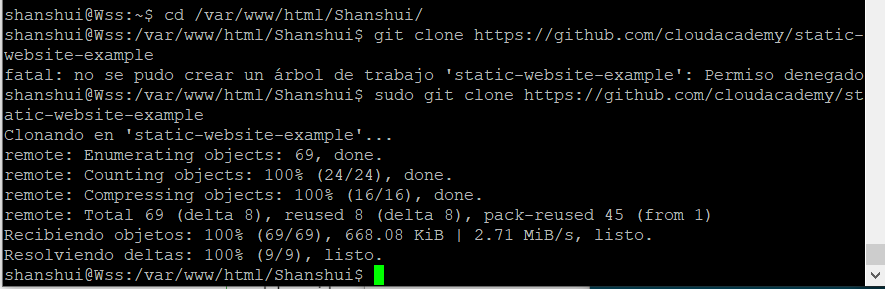 shanshui@Wss:~$ cd /var/www/html/Shanshui/
shanshui@Wss:/var/www/html/Shanshui$ git clone https://github.com/cloudacademy/static-
website-example
fatal: no se pudo crear un árbol de trabajo 'static-website-example': Permiso denegado
shanshui@Wss:/var/www/html/Shanshui$ sudo git clone https://github.com/cloudacademy/st
atic-website-example
Clonando en 'static-website-example'...
remote: Enumerating objects: 69, done.
remote: Counting objects: 100% (24/24), done.
remote: Compressing objects: 100% (16/16), done.
remote: Total 69 (delta 8), reused 8 (delta 8), pack-reused 45 (from 1)
Recibiendo objetos: 100% (69/69), 668.08 KiB | 2.71 MiB/s, listo.
Resolviendo deltas: 100% (9/9), listo.
shanshui@Wss:/var/www/html/Shanshui$